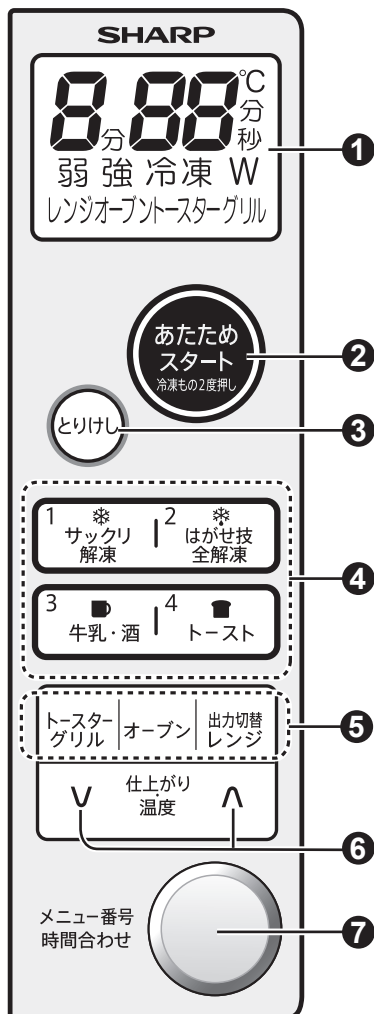 SHARP
8分88℃分秒
弱 強 冷凍 W
レンジオーブントースターグリル
1
あたため
スタート
冷凍もの2度押し
2
とりけし
3
1 サックリ
解凍
2 はがせ技
全解凍
3 牛乳・酒
4 トースト
4
トースター
グリル
オーブン
出力切替
レンジ
5
∨ 仕上がり ∧
温度
6
メニュー番号
時間合わせ
7